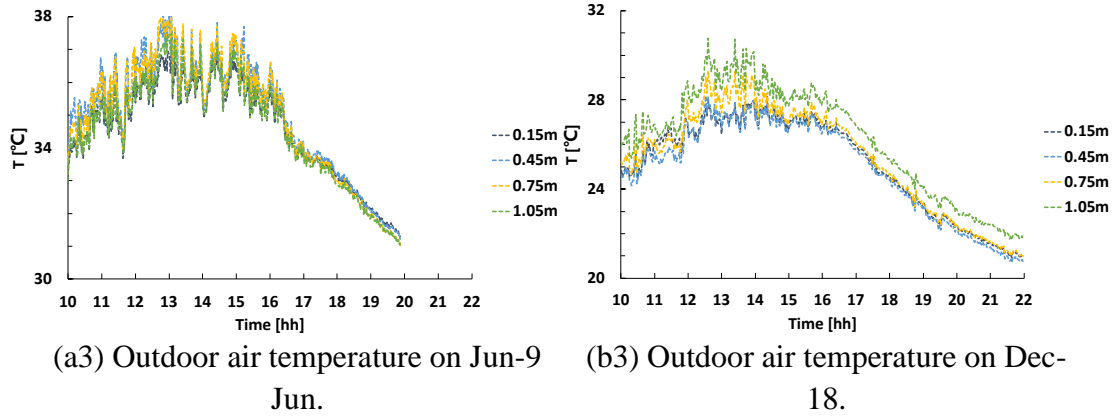 38
34
30
T [℃]
0.15m
0.45m
0.75m
1.05m
10 11 12 13 14 15 16 17 18 19 20 21 22
Time [hh]
(a3) Outdoor air temperature on Jun-9
Jun.
32
28
24
20
T [℃]
0.15m
0.45m
0.75m
1.05m
10 11 12 13 14 15 16 17 18 19 20 21 22
Time [hh]
(b3) Outdoor air temperature on Dec-
18.